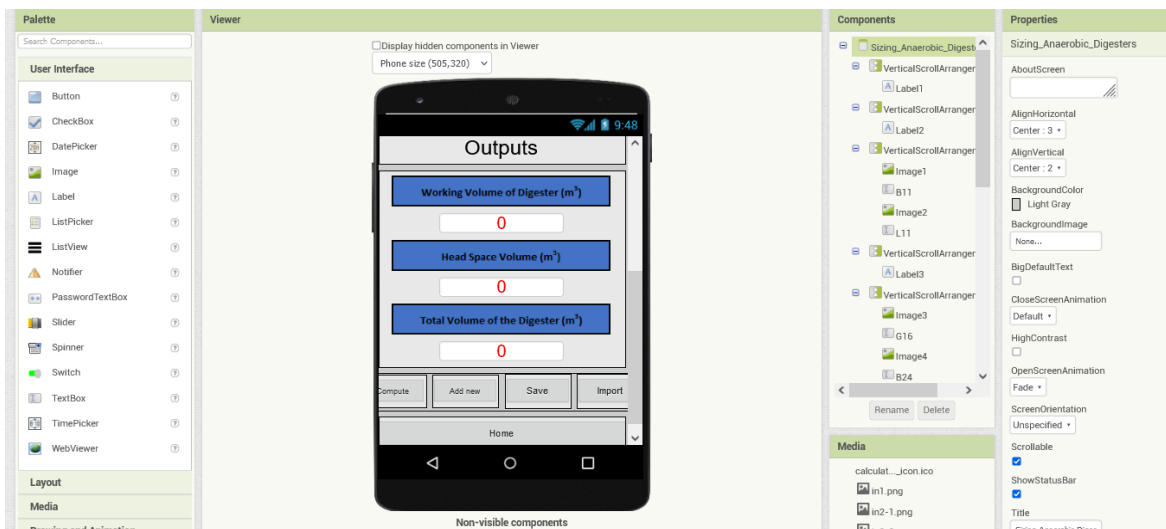 Palette
Search Components...
User Interface
Button
CheckBox
DatePicker
Image
Label
ListPicker
ListView
Notifier
PasswordTextBox
Slider
Spinner
Switch
TextBox
TimePicker
WebViewer
Layout
Media
Viewer
Display hidden components in Viewer
Phone size (505,320)
9:48
Outputs
Working Volume of Digester (m³)
0
Head Space Volume (m³)
0
Total Volume of the Digester (m³)
0
Compute Add new Save Import
Home
Non-visible components
Components
Sizing_Anaerobic_Digest
VerticalScrollArranger
Label1
VerticalScrollArranger
Label2
VerticalScrollArranger
Image1
B11
Image2
L11
VerticalScrollArranger
Label3
VerticalScrollArranger
Image3
G16
Image4
B24
Rename Delete
Media
calculat..._icon.ico
in1.png
in2-1.png
Properties
Sizing_Anaerobic_Digesters
AboutScreen
AlignHorizontal
Center : 3
AlignVertical
Center : 2
BackgroundColor
Light Gray
BackgroundImage
None...
BigDefaultText
CloseScreenAnimation
Default
HighContrast
OpenScreenAnimation
Fade
ScreenOrientation
Unspecified
Scrollable
ShowStatusBar
Title